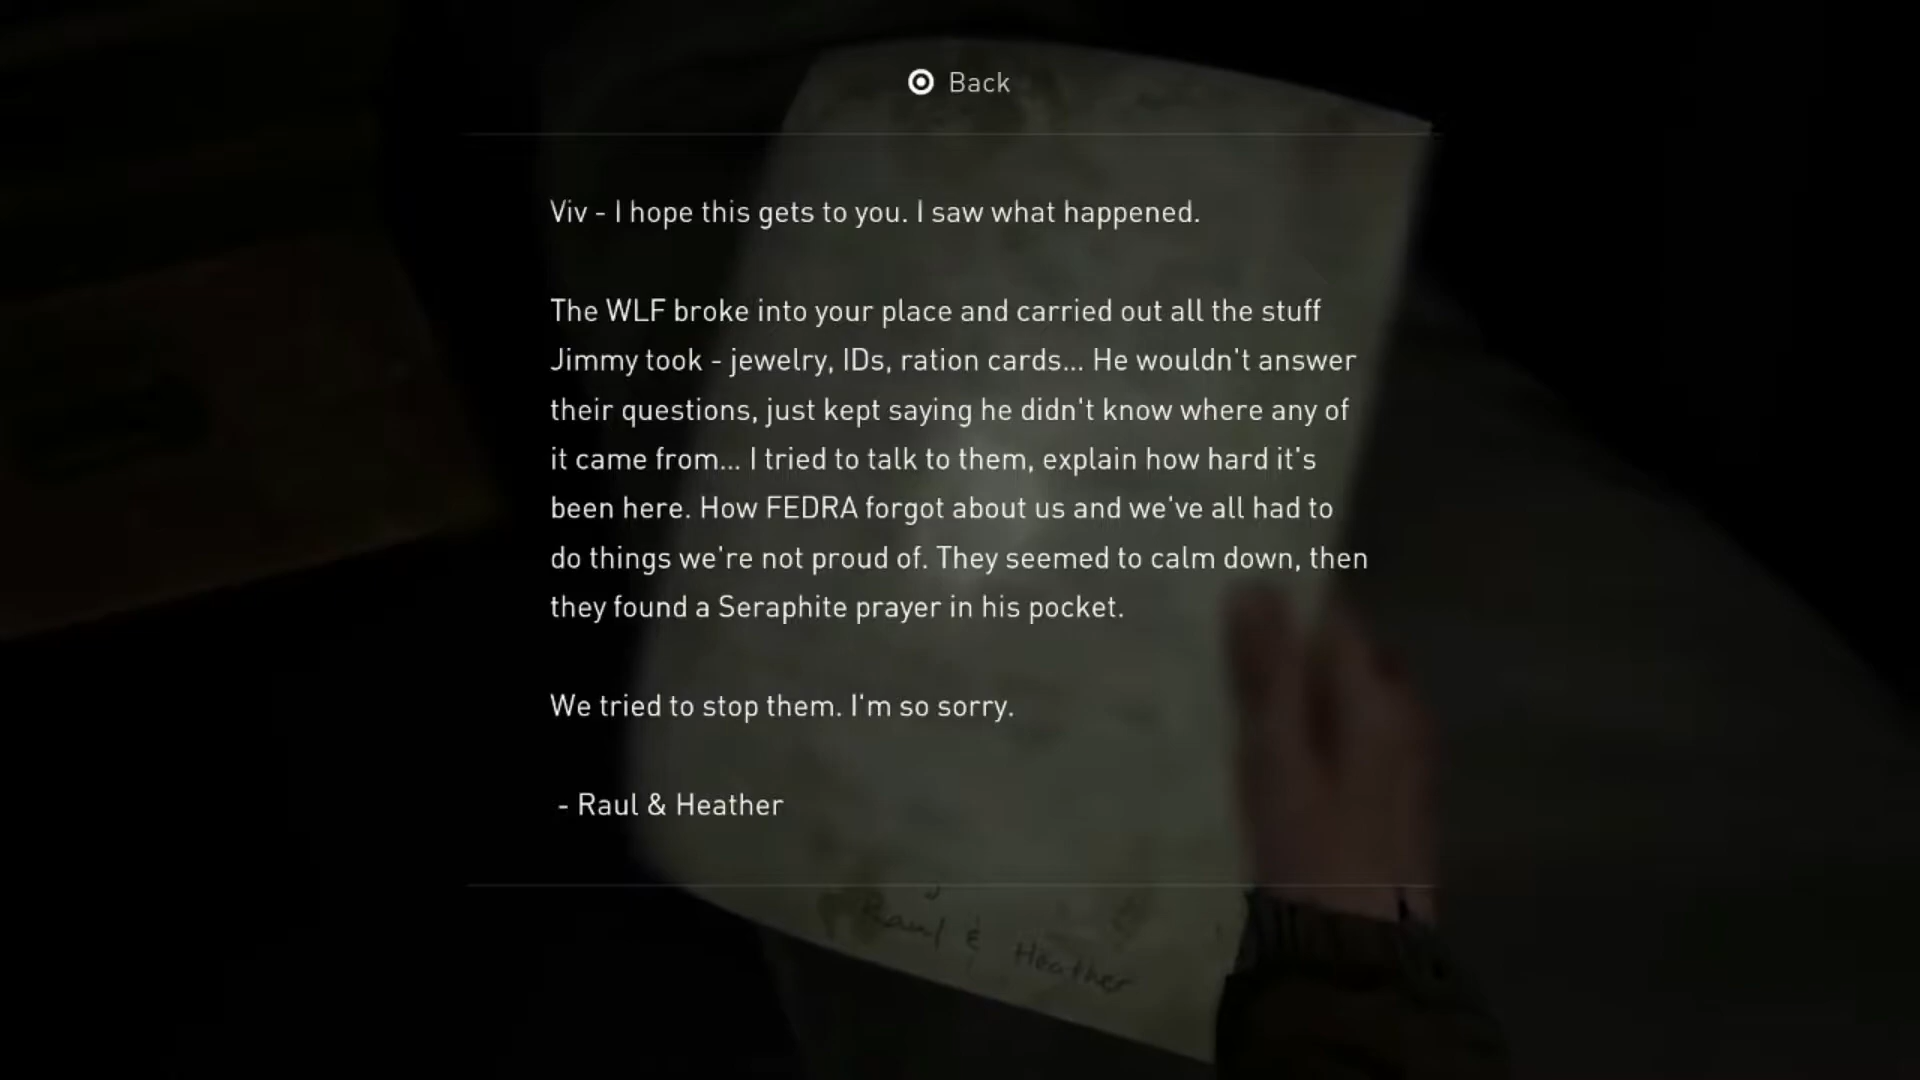 Back
Viv - I hope this gets to you. I saw what happened.
The WLF broke into your place and carried out all the stuff
Jimmy took - jewelry, IDs, ration cards... He wouldn't answer
their questions, just kept saying he didn't know where any of
it came from... I tried to talk to them, explain how hard it's
been here. How FEDRA forgot about us and we've all had to
do things we're not proud of. They seemed to calm down, then
they found a Seraphite prayer in his pocket.
We tried to stop them. I'm so sorry.
- Raul & Heather
Raul & Heather